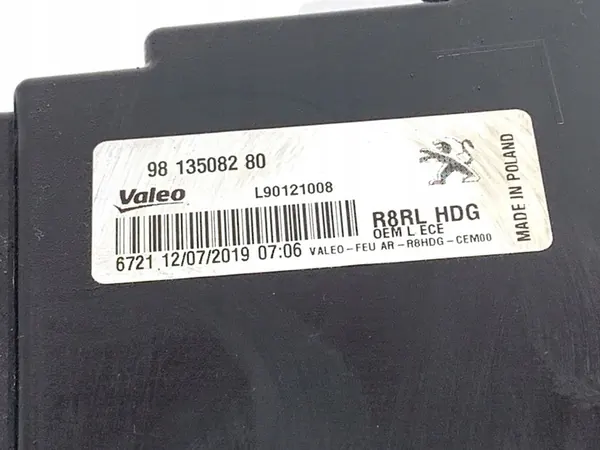 98 135082 80
Valeo
L90121008
R8RL HDG
OEM L ECE
6721 12/07/2019 07:06
VALEO-FEU AR-R8HDG-CEM00
MADE IN POLAND